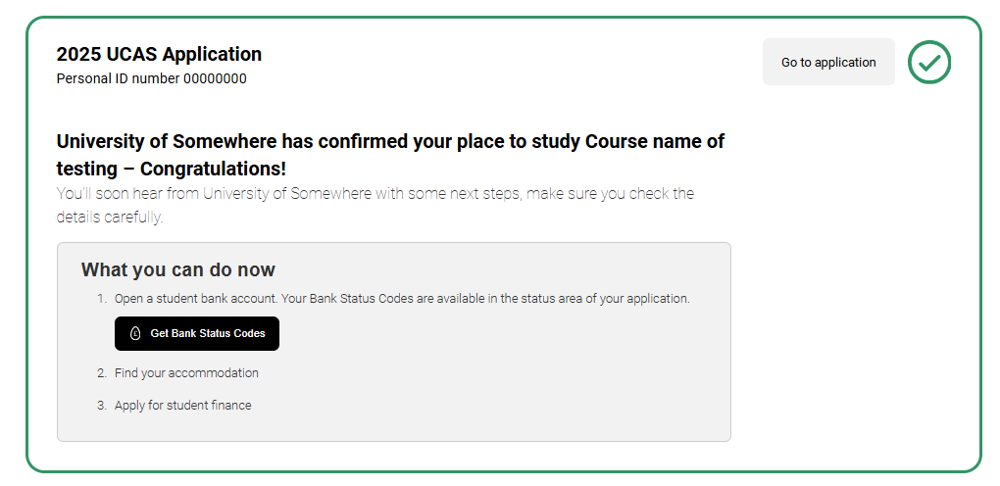 2025 UCAS Application
Personal ID number 00000000
Go to application
University of Somewhere has confirmed your place to study Course name of
testing – Congratulations!
You'll soon hear from University of Somewhere with some next steps, make sure you check the
details carefully.
What you can do now
1. Open a student bank account. Your Bank Status Codes are available in the status area of your application.
£ Get Bank Status Codes
2. Find your accommodation
3. Apply for student finance